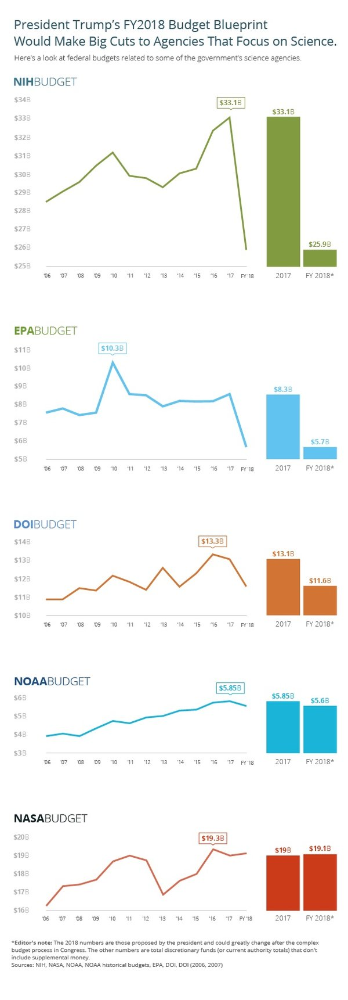 President Trump's FY2018 Budget Blueprint
Would Make Big Cuts to Agencies That Focus on Science.
Here's a look at federal budgets related to some of the government's science agencies.
NIHBUDGET
$34B
$33B
$32B
$31B
$30B
$29B
$28B
$27B
$26B
$25B
$33.1B
'06 '07 '08 '09 '10 '11 '12 '13 '14 '15 '16 '17 FY '18
$33.1B
$25.9B
2017 FY 2018*
EPABUDGET
$11B
$10B
$9B
$8B
$7B
$6B
$5B
$10.3B
'06 '07 '08 '09 '10 '11 '12 '13 '14 '15 '16 '17 FY '18
$8.3B
$5.7B
2017 FY 2018*
DOIBUDGET
$14B
$13B
$12B
$11B
$10B
$13.3B
'06 '07 '08 '09 '10 '11 '12 '13 '14 '15 '16 '17 FY '18
$13.1B
$11.6B
2017 FY 2018*
NOAABUDGET
$6B
$5B
$4B
$3B
$5.85B
'06 '07 '08 '09 '10 '11 '12 '13 '14 '15 '16 '17 FY '18
$5.85B
$5.6B
2017 FY 2018*
NASABUDGET
$20B
$19B
$18B
$17B
$16B
$19.3B
'06 '07 '08 '09 '10 '11 '12 '13 '14 '15 '16 '17 FY '18
$19B
$19.1B
2017 FY 2018*
*Editor's note: The 2018 numbers are those proposed by the president and could greatly change after the complex
budget process in Congress. The other numbers are total discretionary funds (or current authority totals) that don't
include supplemental money.
Sources: NIH, NASA, NOAA, NOAA historical budgets, EPA, DOI, DOI (2006, 2007)